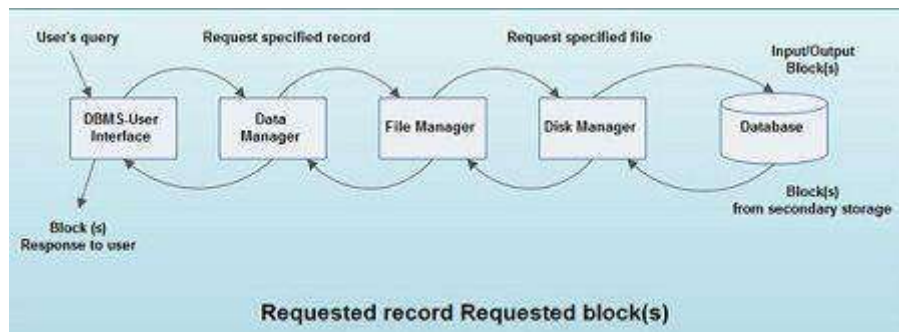 User's query
Request specified record
Request specified file
Input/Output
Block(s)
DBMS-User
Interface
Data
Manager
File Manager
Disk Manager
Database
Block (s)
Response to user
Block(s)
from secondary storage
Requested record Requested block(s)